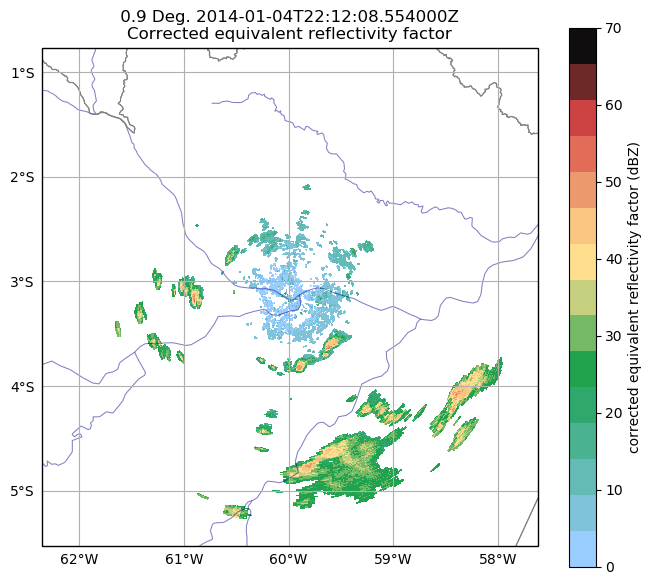 0.9 Deg. 2014-01-04T22:12:08.554000Z
Corrected equivalent reflectivity factor
1°S
2°S
3°S
4°S
5°S
62°W 61°W 60°W 59°W 58°W
70
60
50
40
30
20
10
0
corrected equivalent reflectivity factor (dBZ)